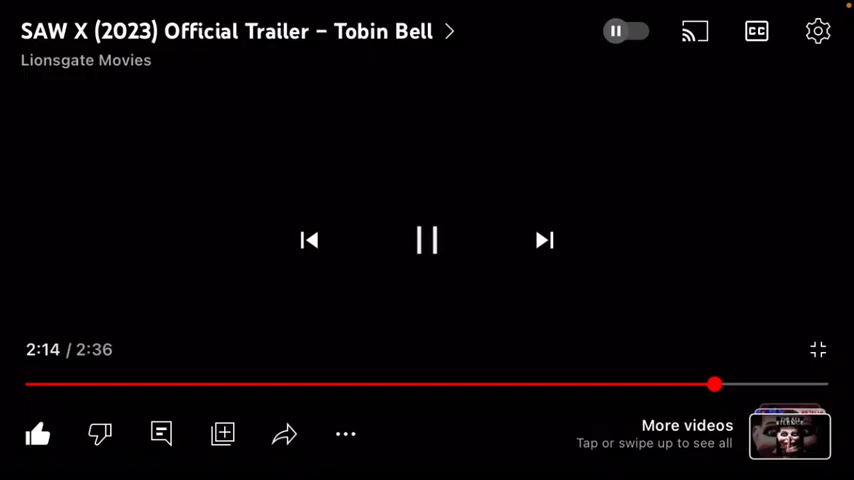 SAW X (2023) Official Trailer – Tobin Bell
Lionsgate Movies
CC
2:14 / 2:36
More videos
Tap or swipe up to see all